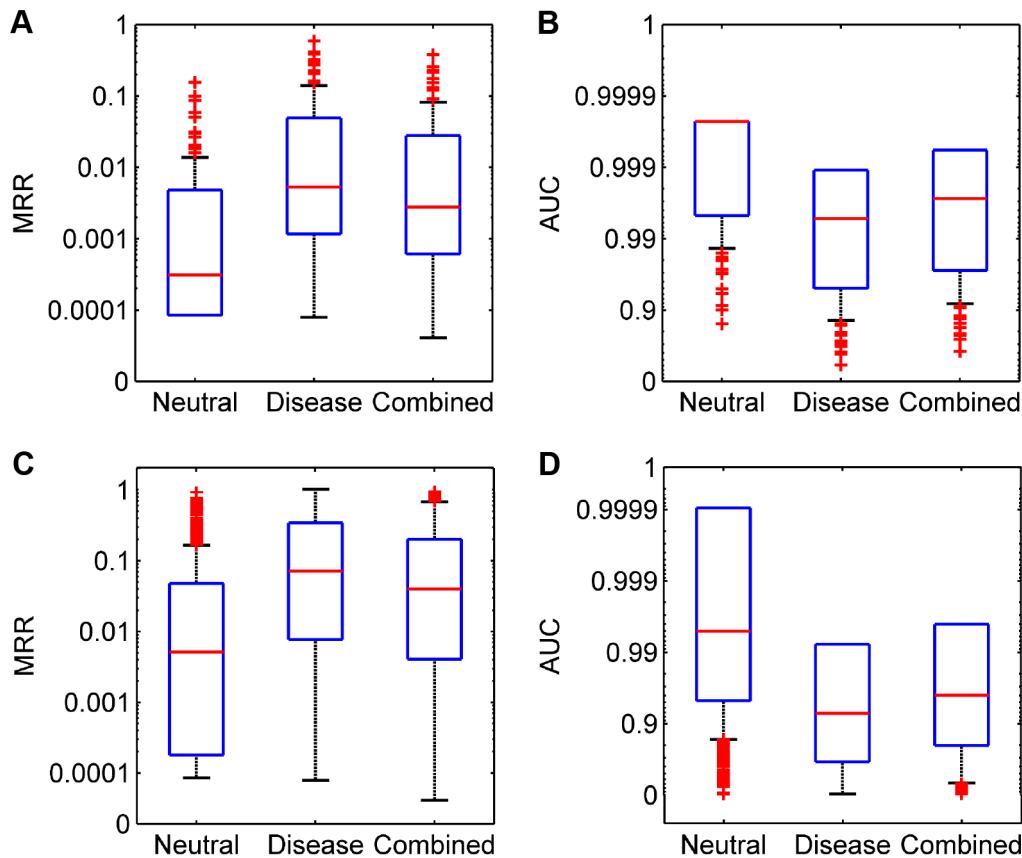 A
B
1
0.1
0.01
0.001
0.0001
0
MRR
Neutral Disease Combined
1
0.9999
0.999
0.99
0.9
0
AUC
Neutral Disease Combined
C
D
1
0.1
0.01
0.001
0.0001
0
MRR
Neutral Disease Combined
1
0.9999
0.999
0.99
0.9
0
AUC
Neutral Disease Combined